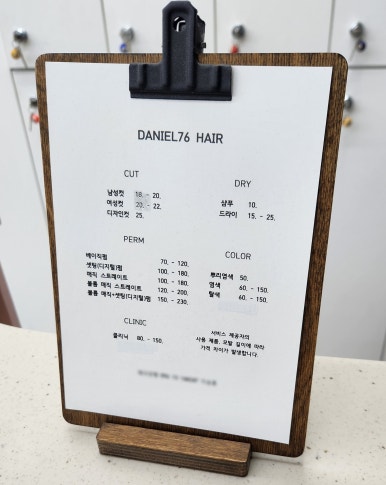 DANIEL76 HAIR
CUT
남성컷 18. - 20.
여성컷 20. - 22.
디자인컷 25.
DRY
샴푸 10.
드라이 15. - 25.
PERM
베이직펌 70. - 120.
셋팅(디지털)펌 100. - 180.
매직 스트레이트 100. - 180.
볼륨 매직 스트레이트 120. - 200.
볼륨 매직+셋팅(디지털)펌 150. - 230.
COLOR
뿌리염색 50.
염색 60. - 150.
탈색 60. - 150.
CLINIC
클리닉 80. - 150.
서비스 제공자의
사용 제품, 모발 길이에 따라
가격 차이가 발생합니다.